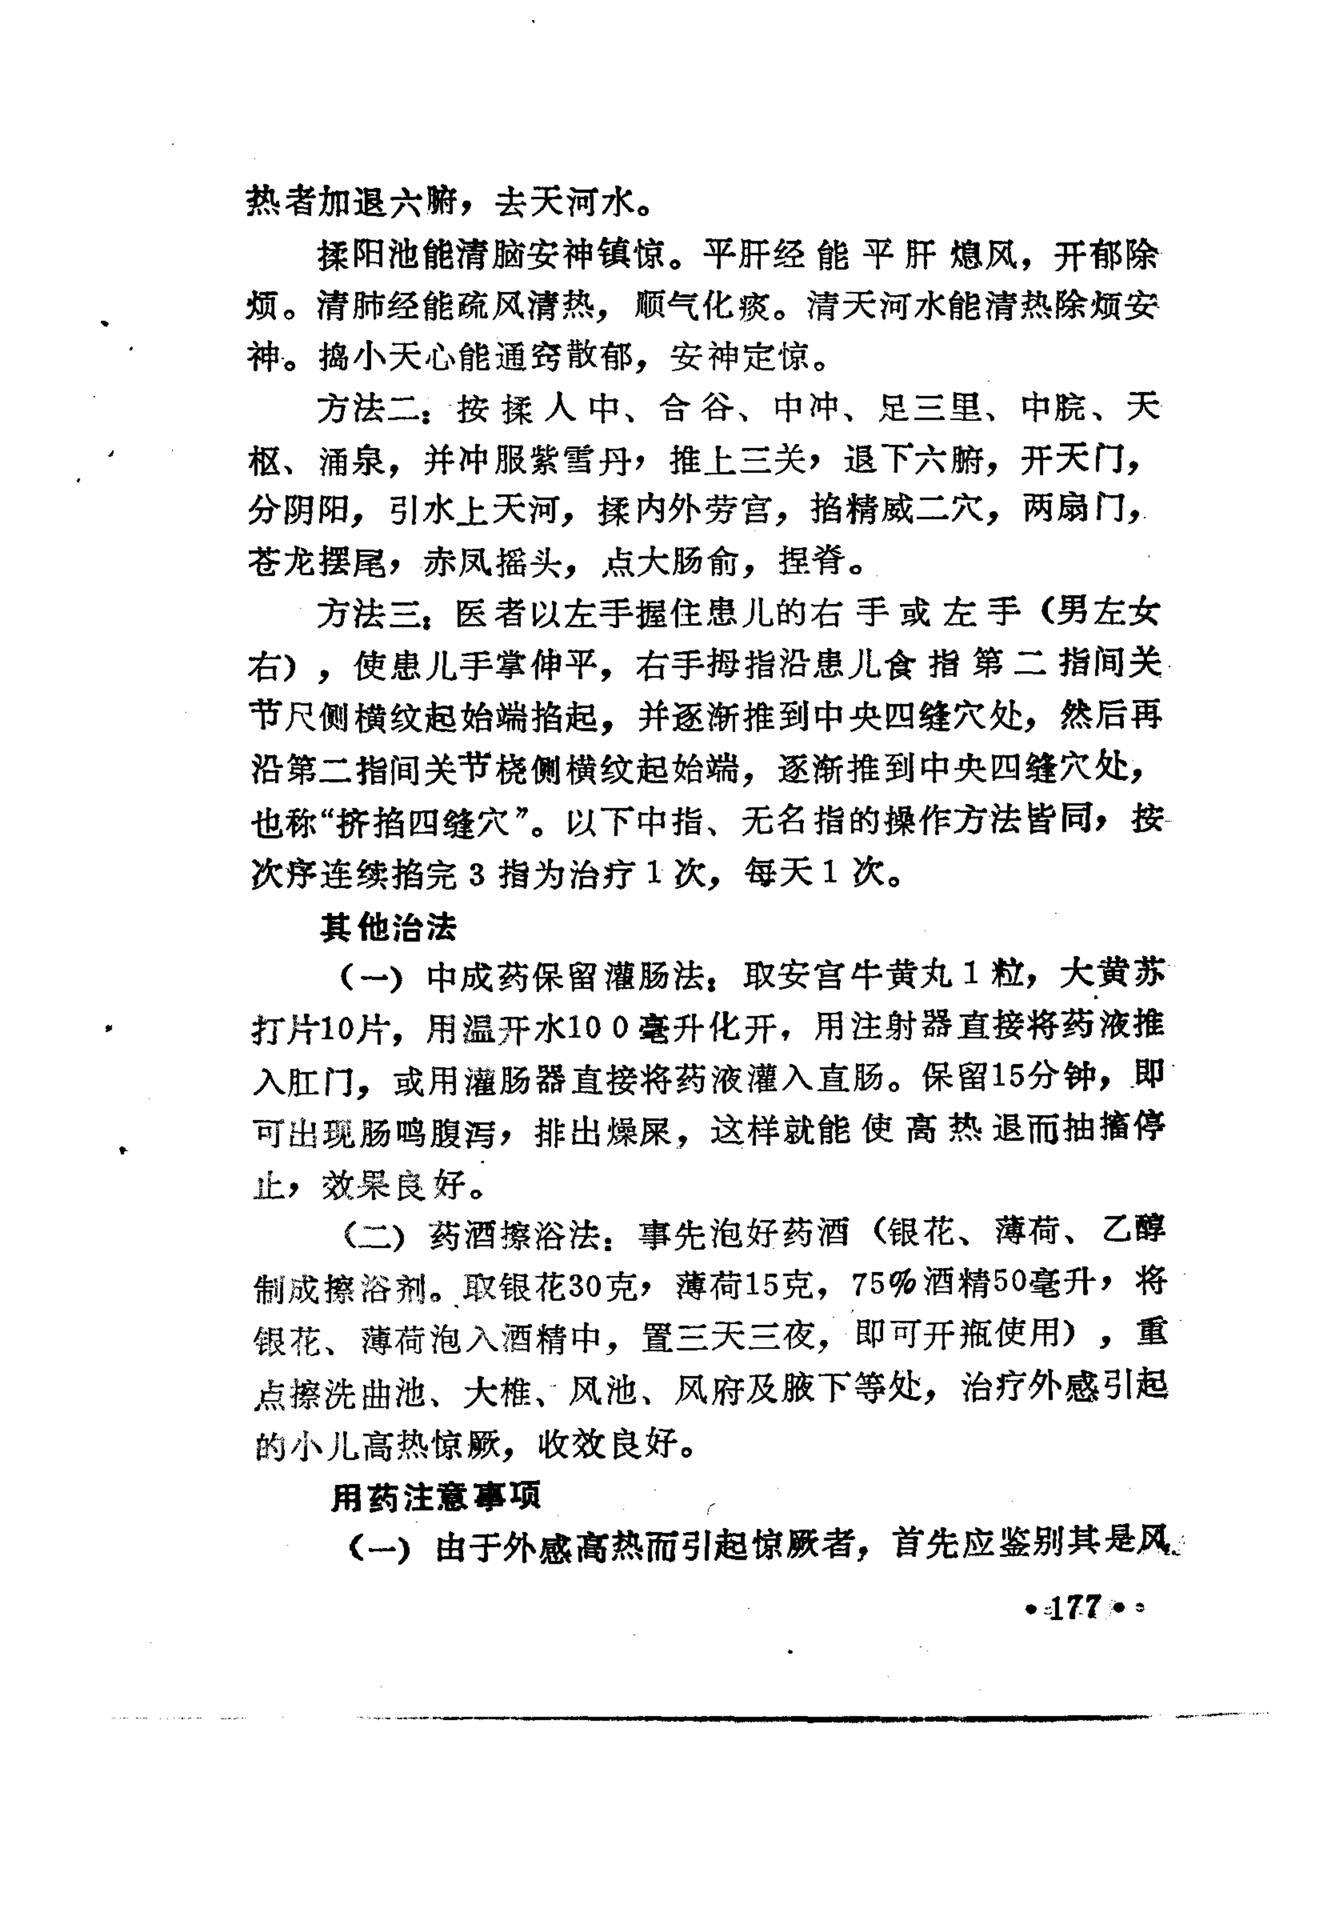 热者加退六腑，去天河水。
揉阳池能清脑安神镇惊。平肝经能平肝熄风，开郁除
烦。清肺经能疏风清热，顺气化痰。清天河水能清热除烦安
神。捣小天心能通窍散郁，安神定惊。
方法二：按揉人中、合谷、中冲、足三里、中脘、天
枢、涌泉，并冲服紫雪丹，推上三关，退下六腑，开天门，
分阴阳，引水上天河，揉内外劳宫，掐精威二穴，两扇门，
苍龙摆尾，赤凤摇头，点大肠俞，捏脊。
方法三：医者以左手握住患儿的右手或左手（男左女
右），使患儿手掌伸平，右手拇指沿患儿食指第二指间关
节尺侧横纹起始端掐起，并逐渐推到中央四缝穴处，然后再
沿第二指间关节桡侧横纹起始端，逐渐推到中央四缝穴处，
也称“挤掐四缝穴”。以下中指、无名指的操作方法皆同，按
次序连续掐完3指为治疗1次，每天1次。
其他治法
（一）中成药保留灌肠法：取安宫牛黄丸1粒，大黄苏
打片10片，用温开水100毫升化开，用注射器直接将药液推
入肛门，或用灌肠器直接将药液灌入直肠。保留15分钟，即
可出现肠鸣腹泻，排出燥屎，这样就能使高热退而抽搐停
止，效果良好。
（二）药酒擦浴法：事先泡好药酒（银花、薄荷、乙醇
制成擦浴剂。取银花30克，薄荷15克，75%酒精50毫升，将
银花、薄荷泡入酒精中，置三天三夜，即可开瓶使用），重
点擦洗曲池、大椎、风池、风府及腋下等处，治疗外感引起
的小儿高热惊厥，收效良好。
用药注意事项
（一）由于外感高热而引起惊厥者，首先应鉴别其是风
•177•